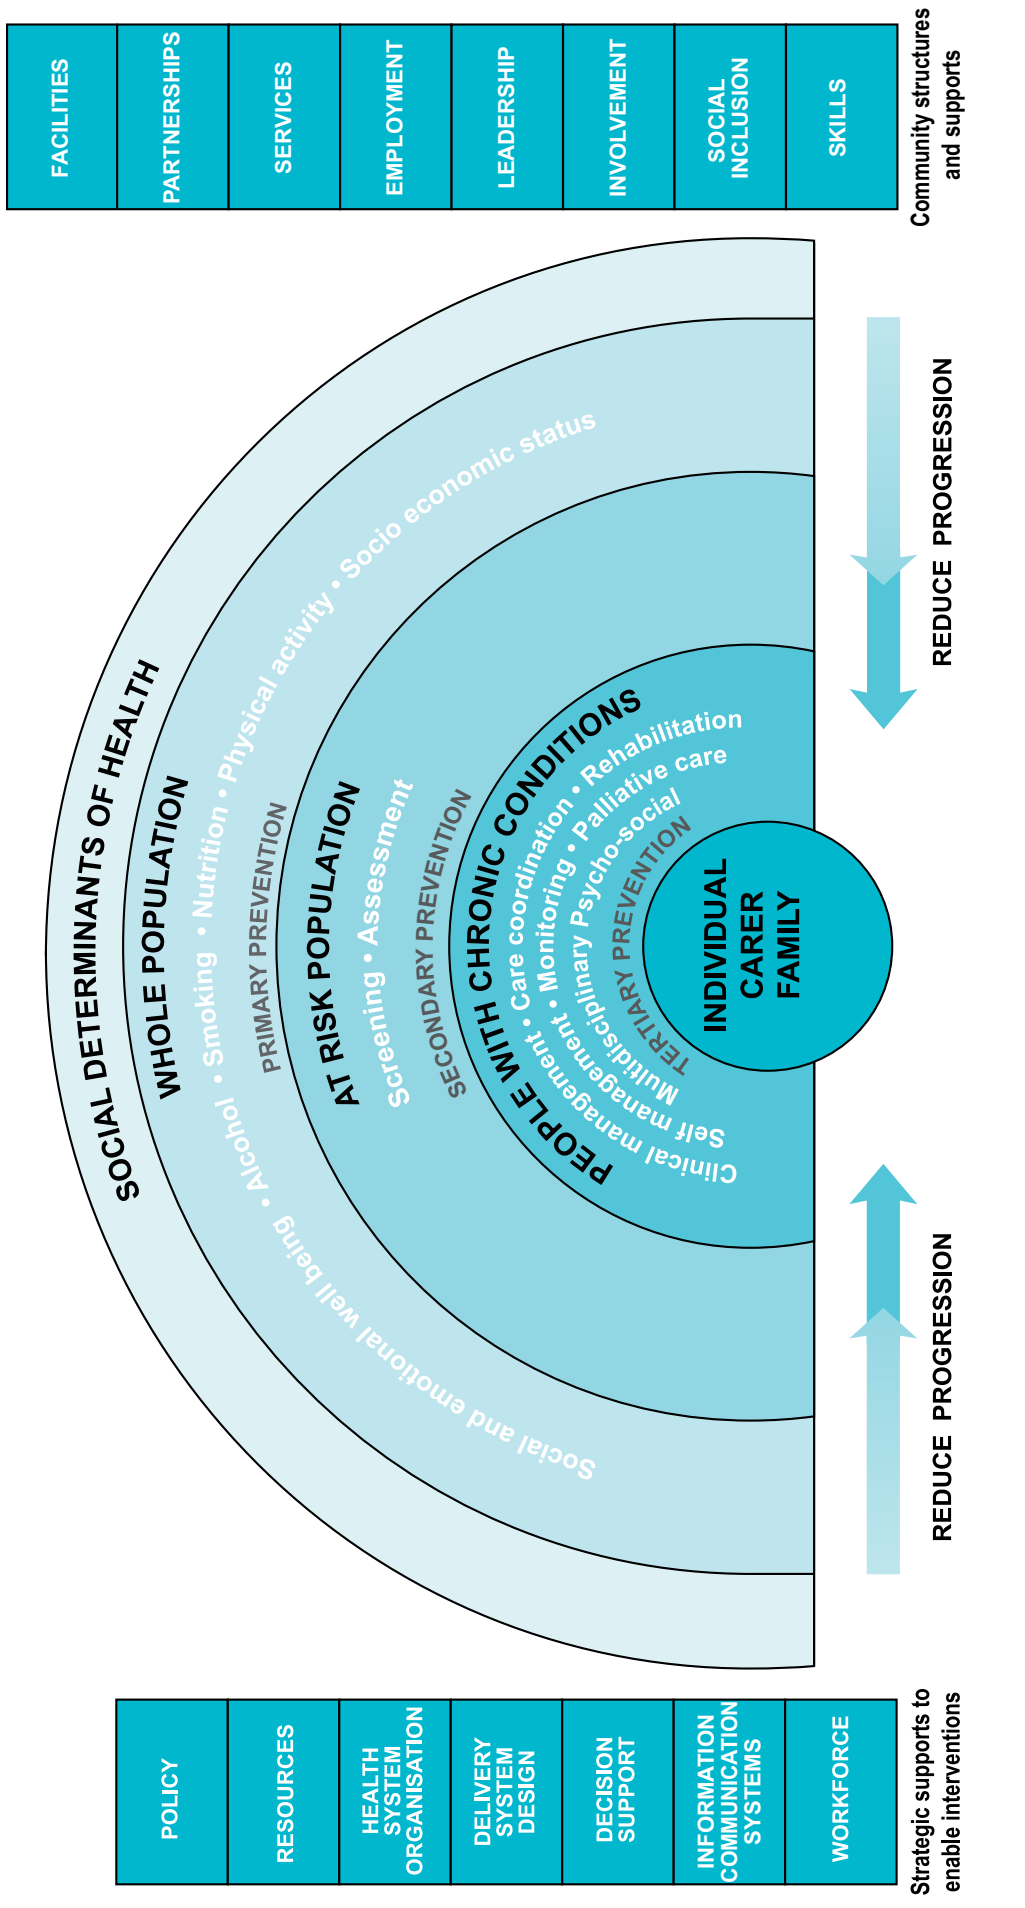 SOCIAL DETERMINANTS OF HEALTH
WHOLE POPULATION
Social and emotional well being • Alcohol • Smoking • Nutrition • Physical activity • Socio economic status
PRIMARY PREVENTION
AT RISK POPULATION
Screening • Assessment
SECONDARY PREVENTION
PEOPLE WITH CHRONIC CONDITIONS
Clinical management • Care coordination • Rehabilitation
Self management • Monitoring • Palliative care
Multidisciplinary Psycho-social
TERTIARY PREVENTION
INDIVIDUAL
CARER
FAMILY
POLICY
RESOURCES
HEALTH
SYSTEM
ORGANISATION
DELIVERY
SYSTEM
DESIGN
DECISION
SUPPORT
INFORMATION
COMMUNICATION
SYSTEMS
WORKFORCE
Strategic supports to
enable interventions
REDUCE PROGRESSION
REDUCE PROGRESSION
FACILITIES
PARTNERSHIPS
SERVICES
EMPLOYMENT
LEADERSHIP
INVOLVEMENT
SOCIAL
INCLUSION
SKILLS
Community structures
and supports